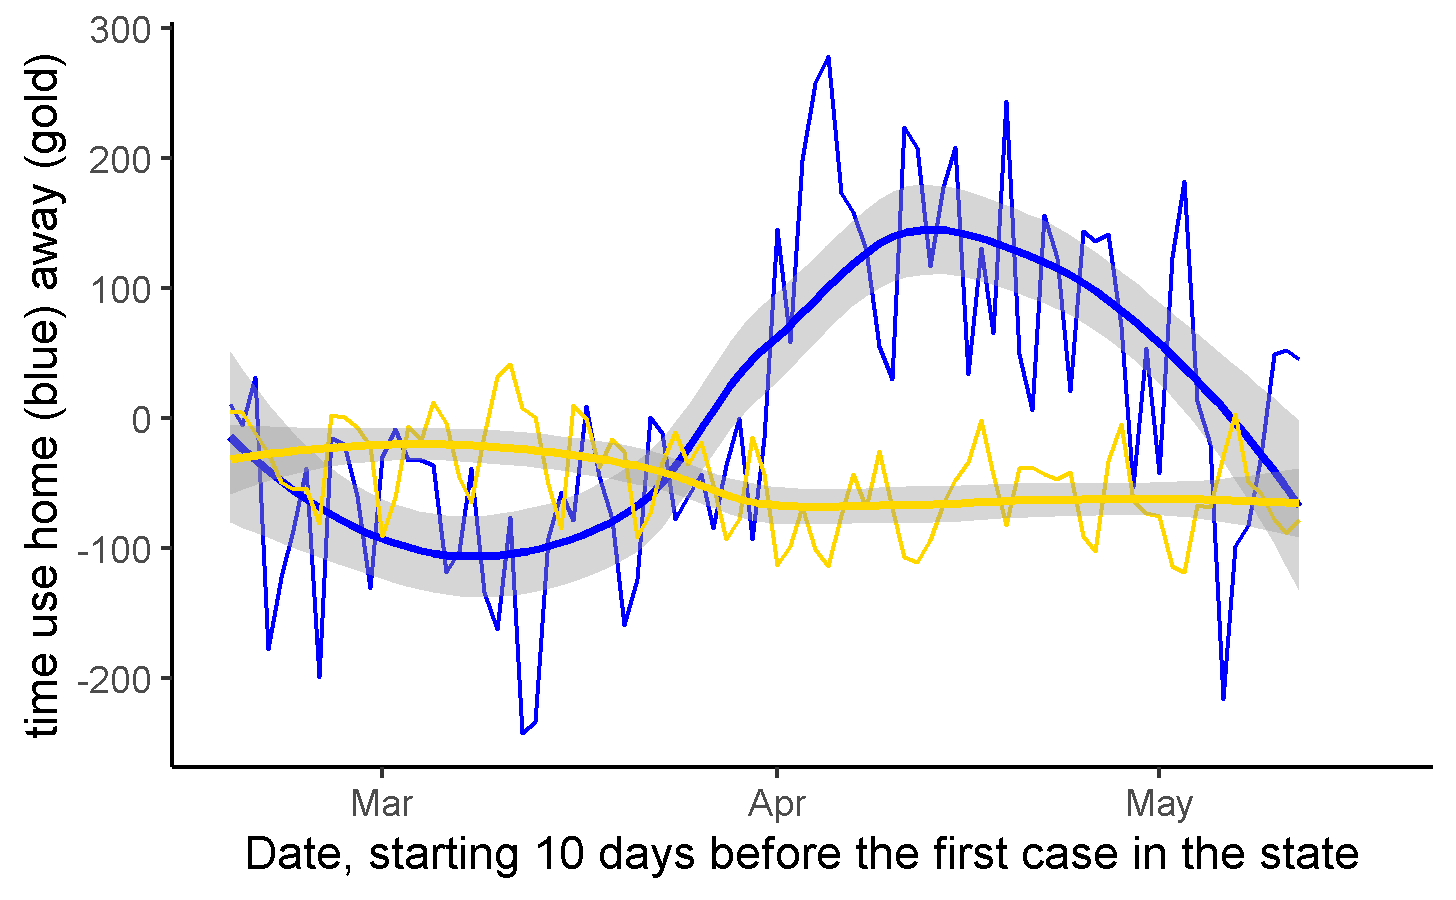 time use home (blue) away (gold)
300
200
100
0
-100
-200
Mar
Apr
May
Date, starting 10 days before the first case in the state